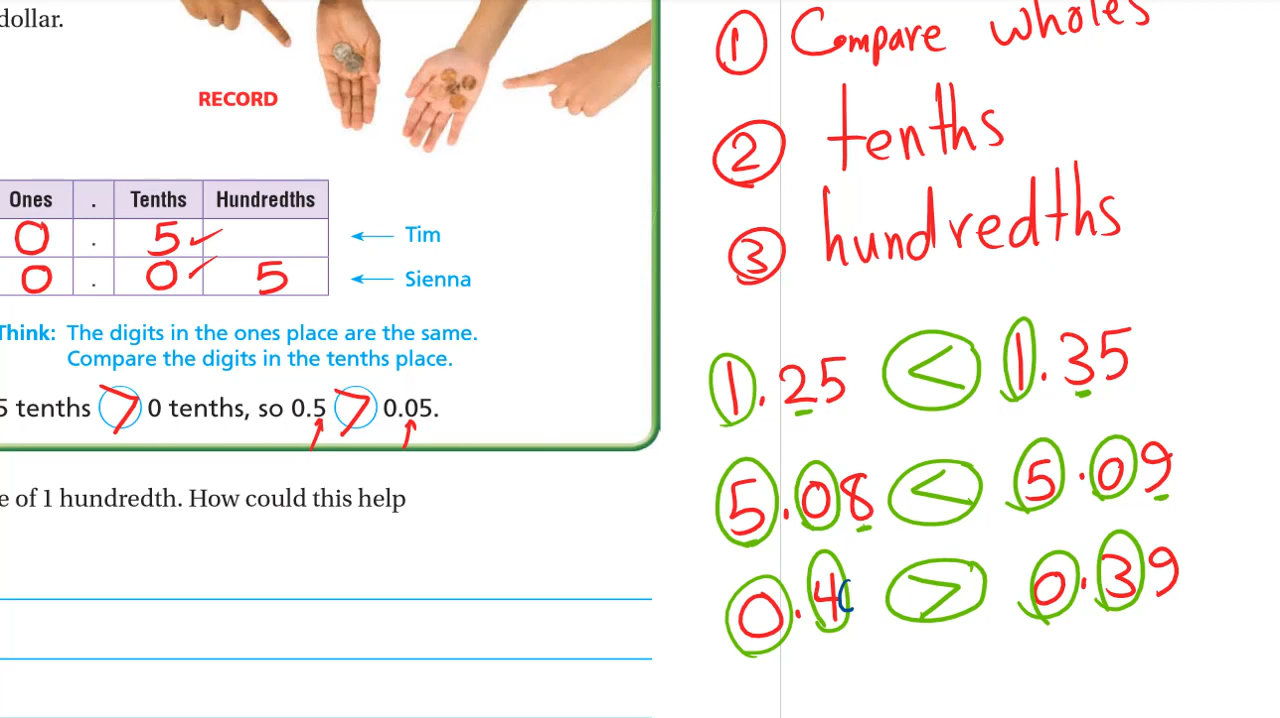 dollar.
RECORD
Ones . Tenths Hundredths
0 . 5 ✓ ← Tim
0 . 0 ✓ 5 ← Sienna
Think: The digits in the ones place are the same.
Compare the digits in the tenths place.
5 tenths > 0 tenths, so 0.5 > 0.05.
e of 1 hundredth. How could this help
① Compare wholes
② tenths
③ hundredths
1.25 < 1.35
5.08 < 5.09
0.4 > 0.39